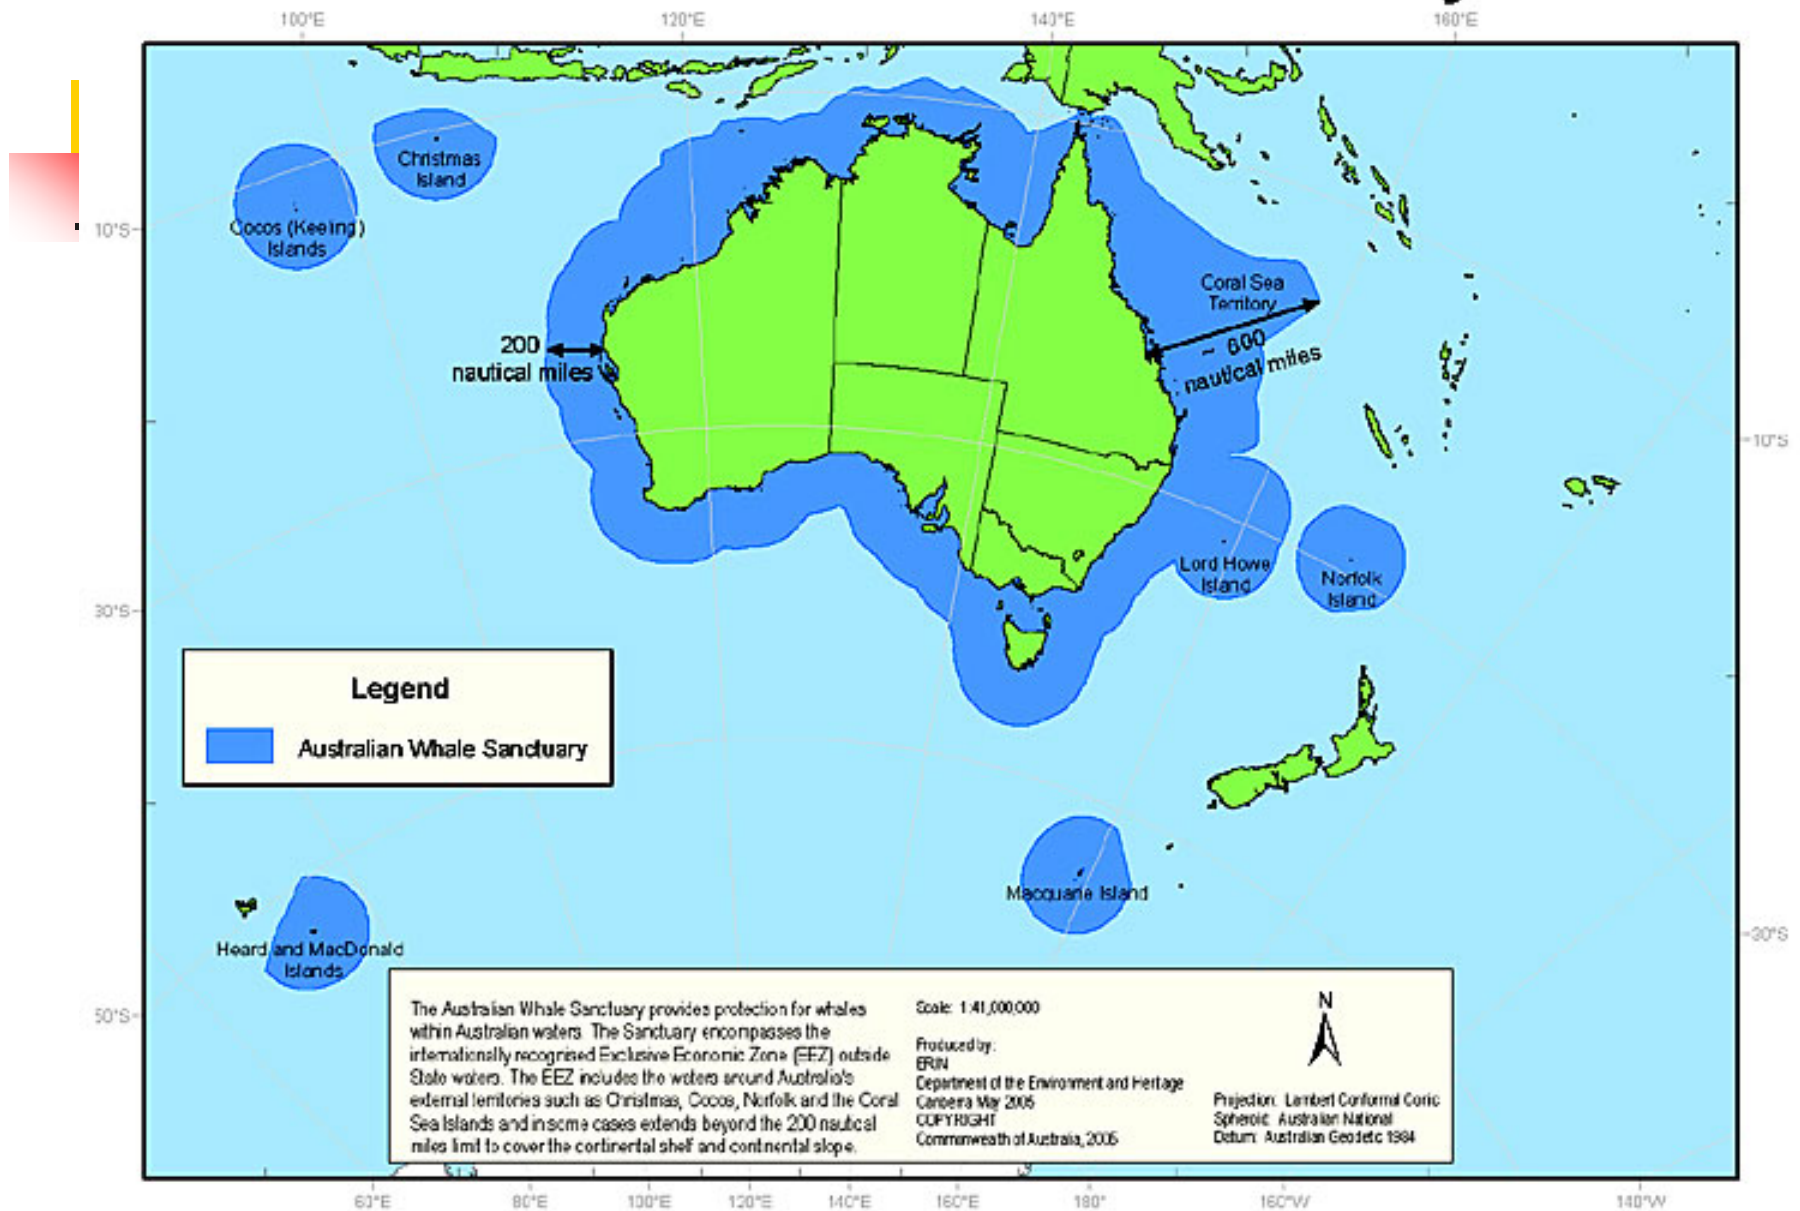 100°E
120°E
140°E
160°E
Christmas
Island
Cocos (Keeling)
Islands
10°S
Coral Sea
Territory
200
nautical miles
~ 600
nautical miles
10°S
Lord Howe
Island
Norfolk
Island
30°S
Legend
Australian Whale Sanctuary
Macquarie Island
Heard and MacDonald
Islands
30°S
50°S
The Australian Whale Sanctuary provides protection for whales
within Australian waters. The Sanctuary encompasses the
internationally recognised Exclusive Economic Zone (EEZ) outside
State waters. The EEZ includes the waters around Australia's
external territories such as Christmas, Cocos, Norfolk and the Coral
Sea Islands and in some cases extends beyond the 200 nautical
miles limit to cover the continental shelf and continental slope.
Scale: 1:41,000,000
Produced by:
ERIN
Department of the Environment and Heritage
Canberra May 2005
COPYRIGHT
Commonwealth of Australia, 2005
N
Projection: Lambert Conformal Conic
Spheroid: Australian National
Datum: Australian Geodetic 1984
60°E
80°E
100°E
120°E
140°E
160°E
180°
160°W
140°W